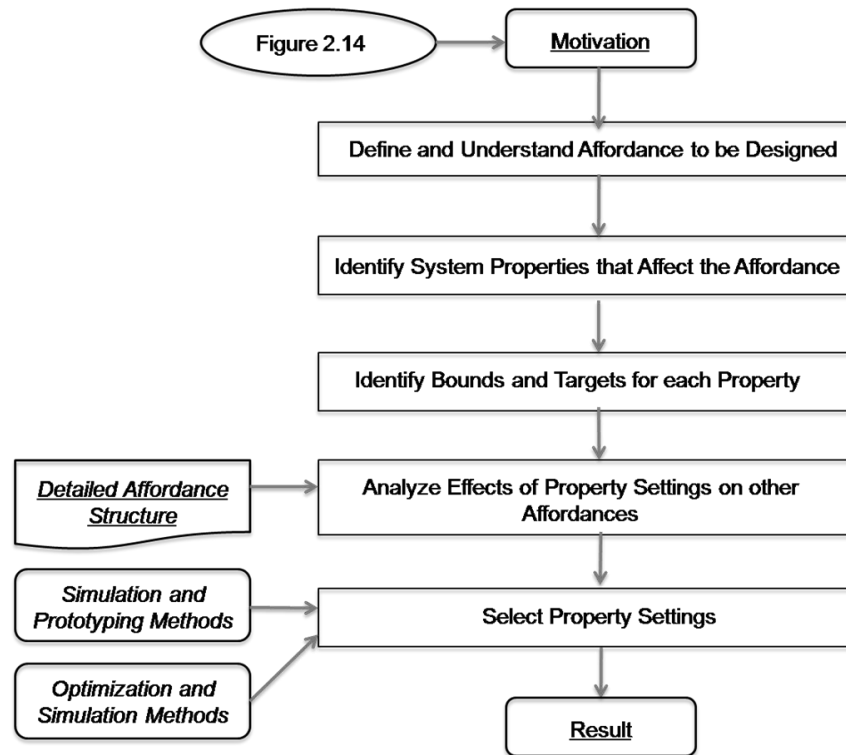 Figure 2.14
Motivation
Define and Understand Affordance to be Designed
Identify System Properties that Affect the Affordance
Identify Bounds and Targets for each Property
Detailed Affordance
Structure
Analyze Effects of Property Settings on other
Affordances
Simulation and
Prototyping Methods
Select Property Settings
Optimization and
Simulation Methods
Result